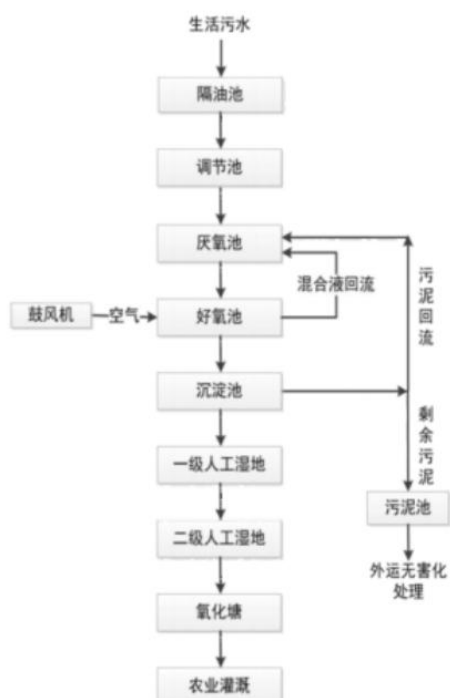 生活污水
隔油池
调节池
厌氧池
混合液回流
污泥回流
鼓风机
空气
好氧池
沉淀池
剩余污泥
一级人工湿地
污泥池
二级人工湿地
外运无害化
处理
氧化塘
农业灌溉